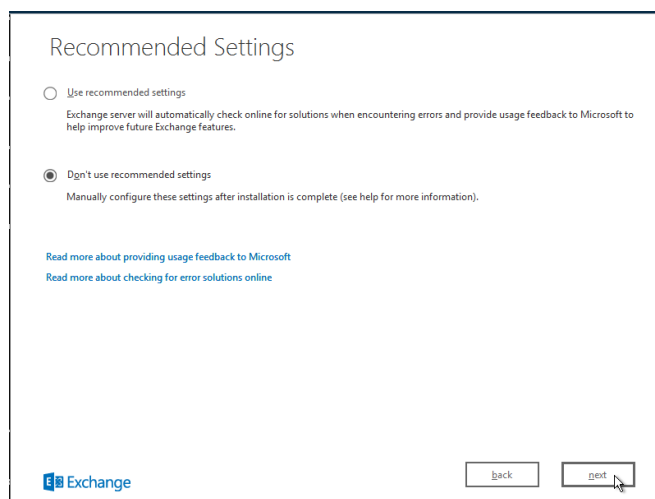 Recommended Settings
Use recommended settings
Exchange server will automatically check online for solutions when encountering errors and provide usage feedback to Microsoft to
help improve future Exchange features.
Don't use recommended settings
Manually configure these settings after installation is complete (see help for more information).
Read more about providing usage feedback to Microsoft
Read more about checking for error solutions online
back
next
E Exchange